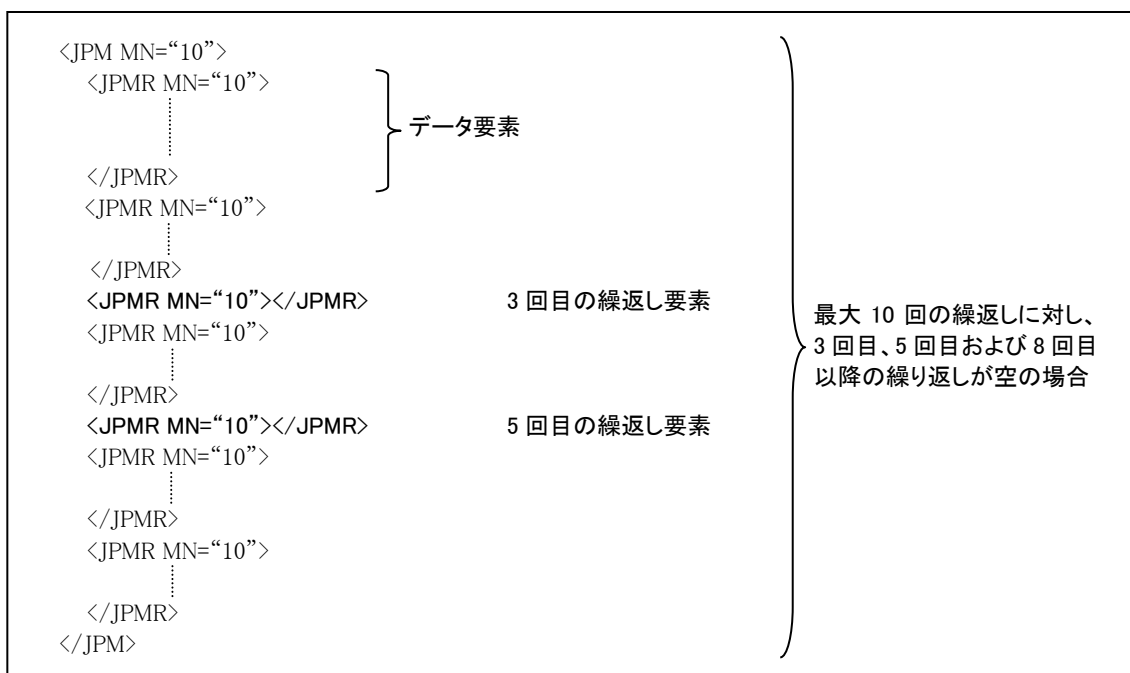 <JPM MN=“10”>
<JPMR MN=“10”>
データ要素
</JPMR>
<JPMR MN=“10”>
</JPMR>
<JPMR MN=“10”></JPMR> 3 回目の繰返し要素
<JPMR MN=“10”>
</JPMR>
<JPMR MN=“10”></JPMR> 5 回目の繰返し要素
<JPMR MN=“10”>
</JPMR>
<JPMR MN=“10”>
</JPMR>
</JPM>
最大 10 回の繰返しに対し、
3 回目、5 回目および 8 回目
以降の繰り返しが空の場合